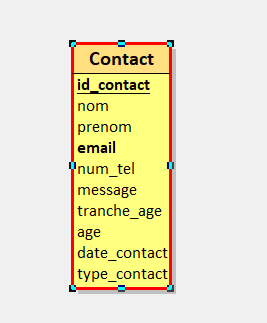 Contact
id_contact
nom
prenom
email
num_tel
message
tranche_age
age
date_contact
type_contact